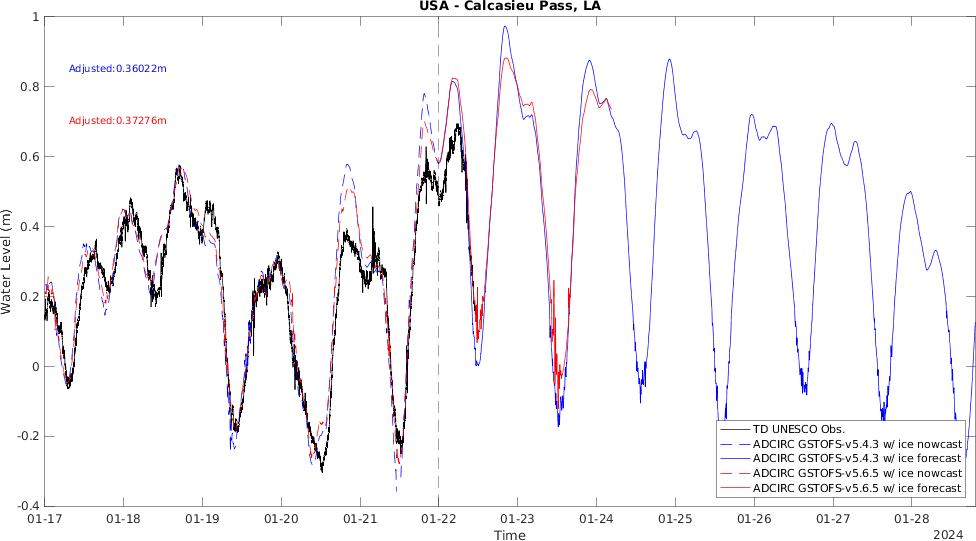 USA - Calcasieu Pass, LA
1
0.8
0.6
0.4
0.2
0
-0.2
-0.4
Water Level (m)
Adjusted:0.36022m
Adjusted:0.37276m
TD UNESCO Obs.
ADCIRC GSTOFS-v5.4.3 w/ ice nowcast
ADCIRC GSTOFS-v5.4.3 w/ ice forecast
ADCIRC GSTOFS-v5.6.5 w/ ice nowcast
ADCIRC GSTOFS-v5.6.5 w/ ice forecast
01-17 01-18 01-19 01-20 01-21 01-22 01-23 01-24 01-25 01-26 01-27 01-28
Time
2024